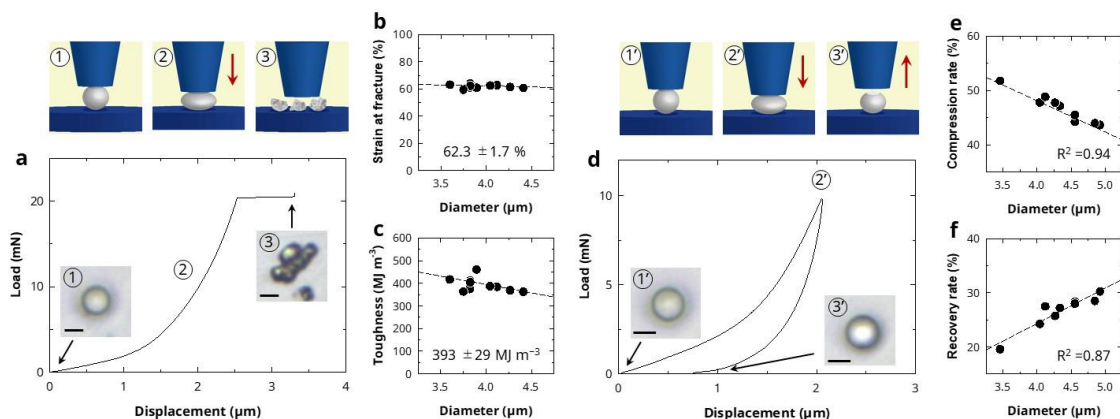 ① ② ③
a
Load (mN)
20
10
0
① ② ③
0 1 2 3 4
Displacement (μm)
b
Strain at fracture (%)
100
80
60
40
20
0
62.3 ±1.7 %
3.5 4.0 4.5
Diameter (μm)
c
Toughness (MJ m⁻³)
600
500
400
300
200
100
0
393 ±29 MJ m⁻³
3.5 4.0 4.5
Diameter (μm)
①′ ②′ ③′
d
Load (mN)
10
5
0
①′ ②′ ③′
0 1 2 3
Displacement (μm)
e
Compression rate (%)
60
50
40
R² =0.94
3.5 4.0 4.5 5.0
Diameter (μm)
f
Recovery rate (%)
40
30
20
R² =0.87
3.5 4.0 4.5 5.0
Diameter (μm)